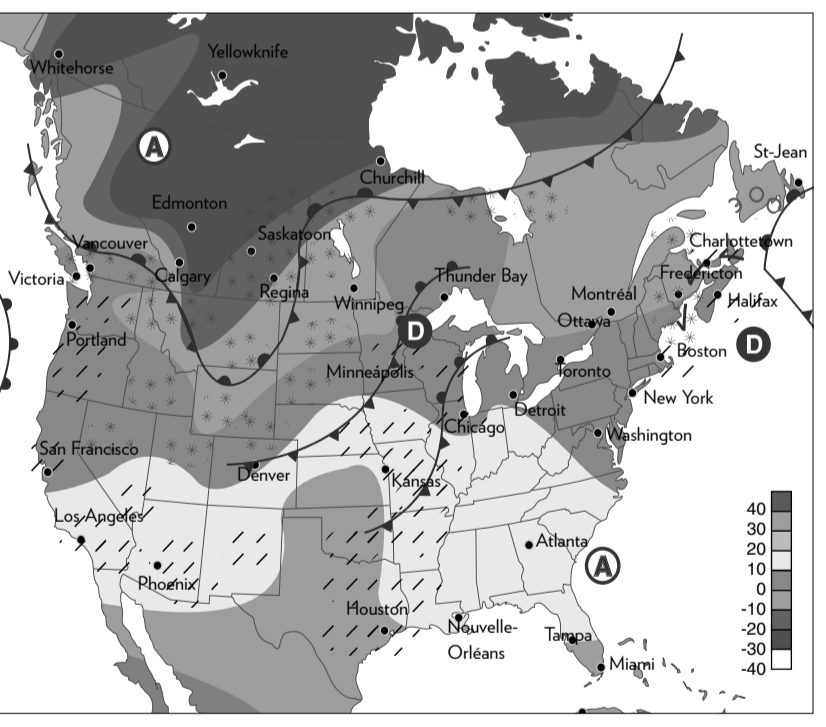 Yellowknife
Whitehorse
A
St-Jean
Churchill
Edmonton
Saskatoon
Vancouver
Charlottetown
Calgary
Victoria
Thunder Bay
Fredericton
Regina
Winnipeg
Montréal
Halifax
Ottawa
D
Portland
D
Boston
Minneápolis
Toronto
New York
Detroit
Chicágo
Washington
San Francisco
Denver
Kansas
Los Angeles
40
30
20
10
0
-10
-20
-30
-40
Atlanta
A
Phoenix
Houston
Nouvelle-
Orléans
Tampa
Miami